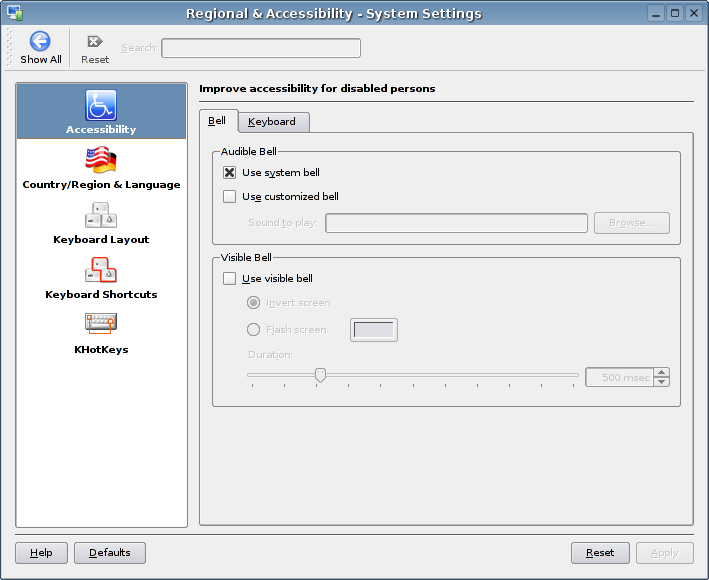 Regional & Accessibility - System Settings
Show All
Reset
Search:
Accessibility
Country/Region & Language
Keyboard Layout
Keyboard Shortcuts
KHotKeys
Improve accessibility for disabled persons
Bell
Keyboard
Audible Bell
Use system bell
Use customized bell
Sound to play:
Browse...
Visible Bell
Use visible bell
Invert screen
Flash screen
Duration:
500 msec
Help
Defaults
Reset
Apply